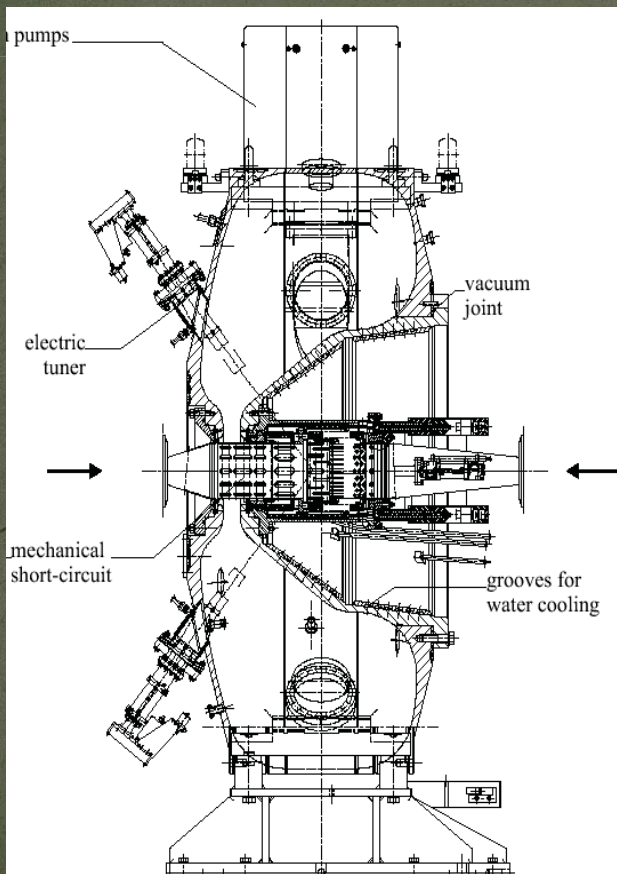 pumps
electric
tuner
vacuum
joint
mechanical
short-circuit
grooves for
water cooling